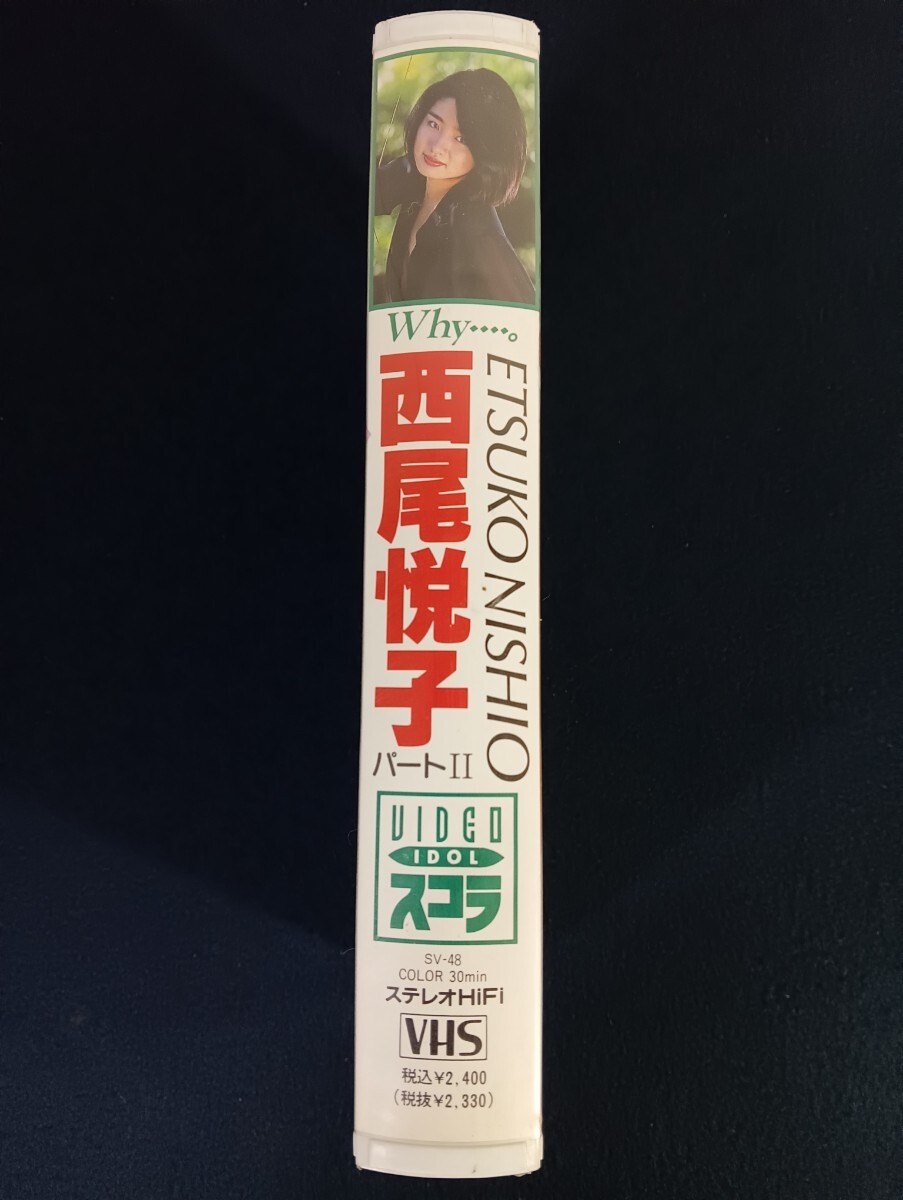 Why·····。
西尾悦子
ETSUKO NISHIO
パートII
VIDEO
IDOL
スコラ
SV-48
COLOR 30min
ステレオHiFi
VHS
税込¥2,400
(税抜¥2,330)